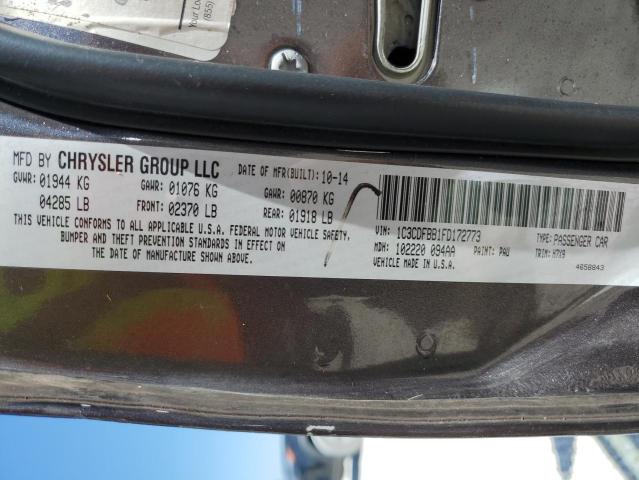 Your Lo
(855)
MFD BY CHRYSLER GROUP LLC DATE OF MFR(BUILT): 10-14
GVWR: 01944 KG GAWR: 01076 KG GAWR: 00870 KG
04285 LB FRONT: 02370 LB REAR: 01918 LB
THIS VEHICLE CONFORMS TO ALL APPLICABLE U.S.A. FEDERAL MOTOR VEHICLE SAFETY,
BUMPER AND THEFT PREVENTION STANDARDS IN EFFECT ON THE DATE OF
MANUFACTURE SHOWN ABOVE.
VIN: 1C3CDFBB1FD172773 TYPE: PASSENGER CAR
MDH: 102220 094AA PAINT: PAU TRIM: H7X9
VEHICLE MADE IN U.S.A. 4658843